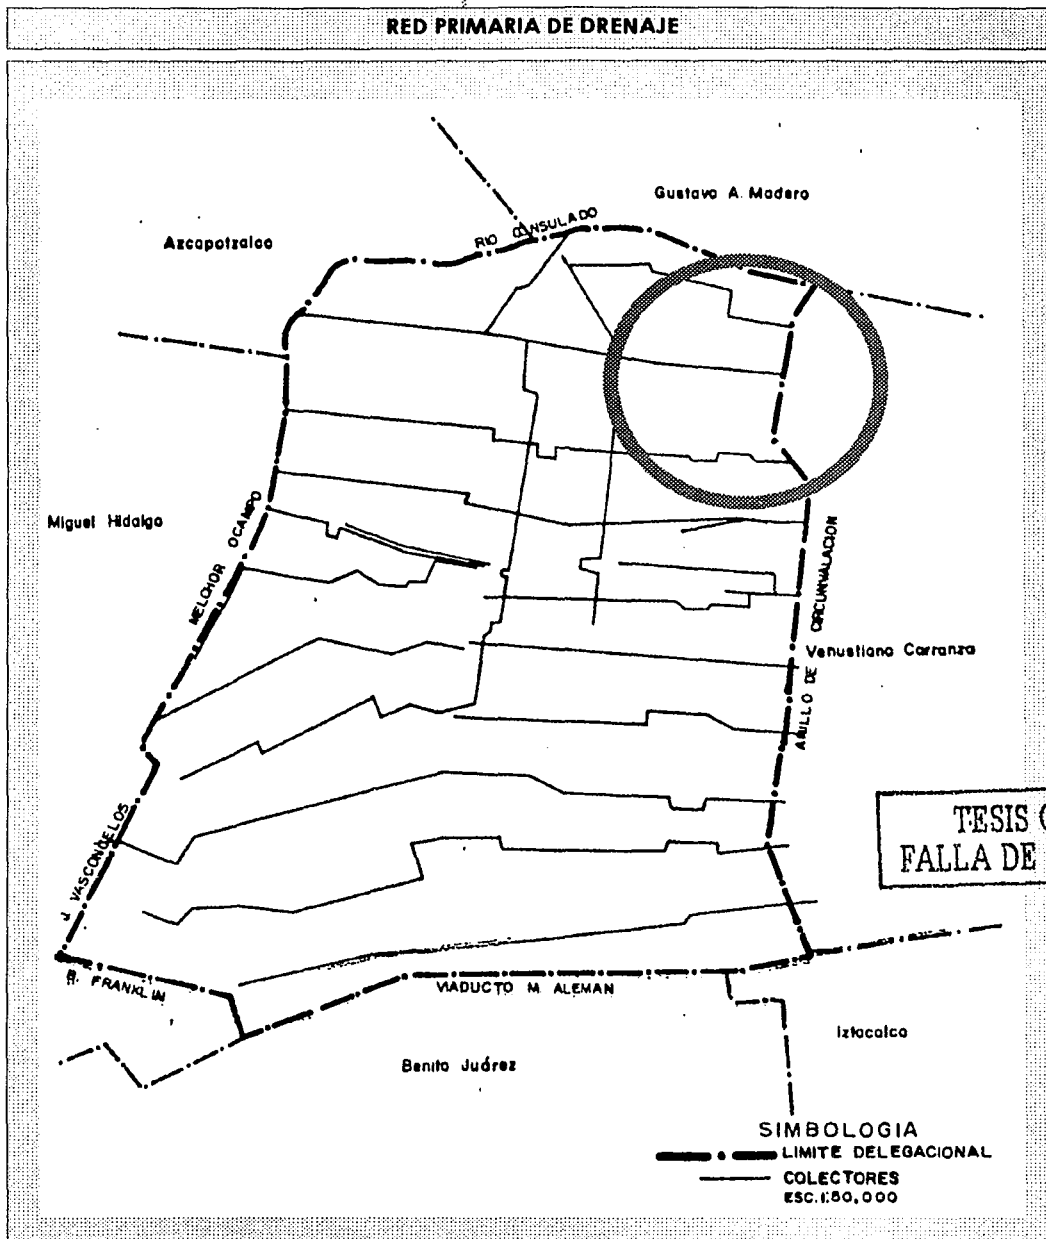 RED PRIMARIA DE DRENAJE
Gustavo A. Madero
RIO CONSULADO
Azcapotzalco
Miguel Hidalgo
MELCHOR OCAMPO
CIRCUNVALACION
ANILLO DE
Venustiano Carranza
J. VASCONCELOS
TESIS
FALLA DE
B. FRANKLIN
VIADUCTO M. ALEMAN
Iztacalco
Benito Juárez
SIMBOLOGIA
LIMITE DELEGACIONAL
COLECTORES
ESC. 1:50,000